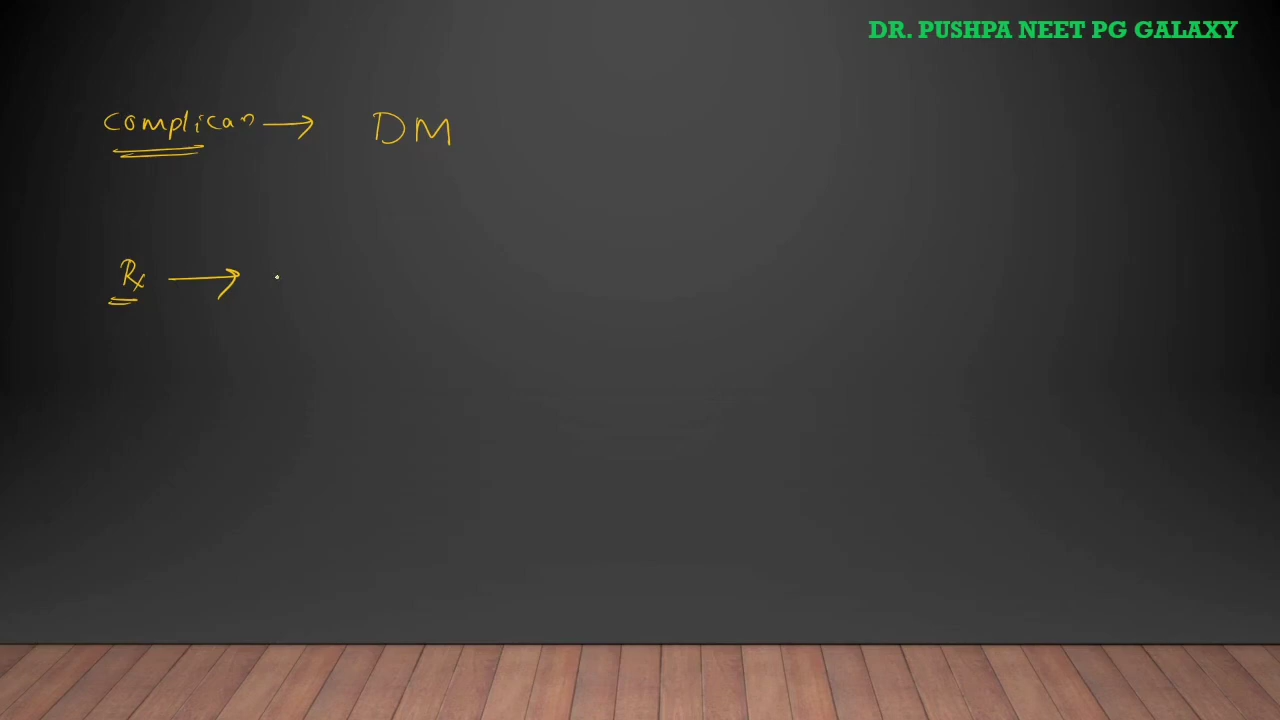 DR. PUSHPA NEET PG GALAXY
complican → DM
Rx →